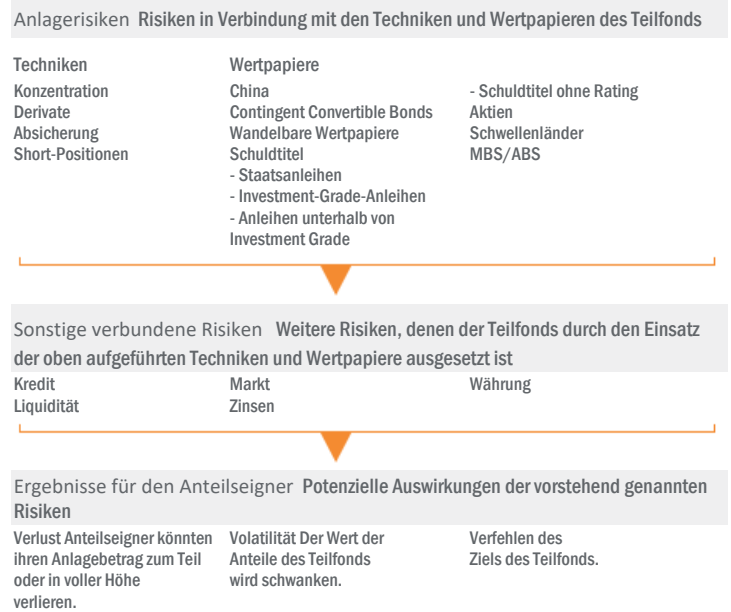 Anlagerisiken Risiken in Verbindung mit den Techniken und Wertpapieren des Teilfonds
Techniken
Konzentration
Derivate
Absicherung
Short-Positionen
Wertpapiere
China
Contingent Convertible Bonds
Wandelbare Wertpapiere
Schuldtitel
- Staatsanleihen
- Investment-Grade-Anleihen
- Anleihen unterhalb von
Investment Grade
- Schuldtitel ohne Rating
Aktien
Schwellenländer
MBS/ABS
Sonstige verbundene Risiken Weitere Risiken, denen der Teilfonds durch den Einsatz
der oben aufgeführten Techniken und Wertpapiere ausgesetzt ist
Kredit
Liquidität
Markt
Zinsen
Währung
Ergebnisse für den Anteilseigner Potenzielle Auswirkungen der vorstehend genannten
Risiken
Verlust Anteilseigner könnten
ihren Anlagebetrag zum Teil
oder in voller Höhe
verlieren.
Volatilität Der Wert der
Anteile des Teilfonds
wird schwanken.
Verfehlen des
Ziels des Teilfonds.